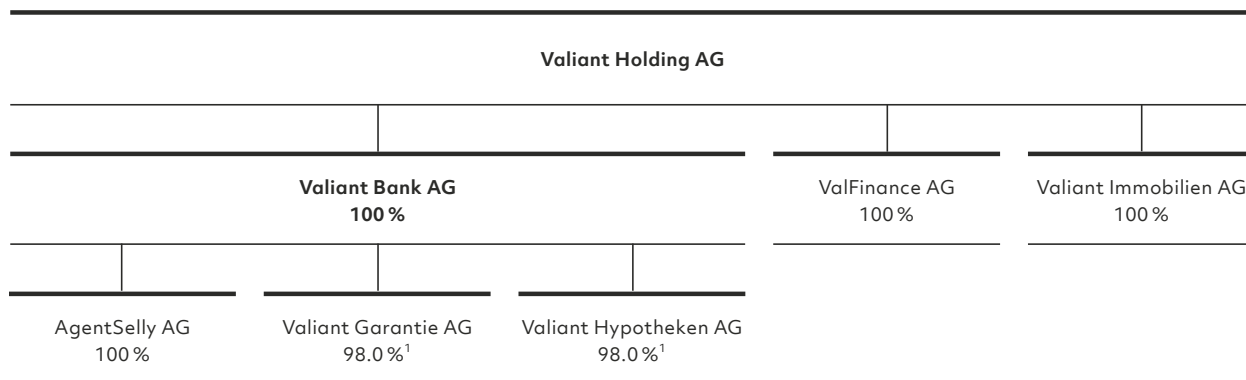 Valiant Holding AG
Valiant Bank AG
100 %
ValFinance AG
100 %
Valiant Immobilien AG
100 %
AgentSelly AG
100 %
Valiant Garantie AG
98.0 %¹
Valiant Hypotheken AG
98.0 %¹